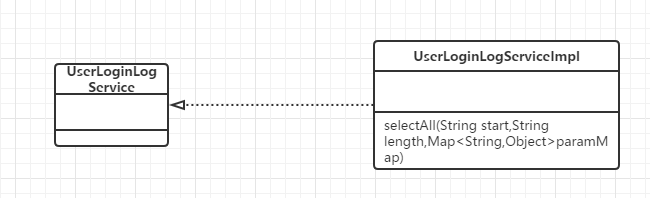 UserLoginLog
Service
UserLoginLogServiceImpl
selectAll(String start,String
length,Map<String,Object>paramM
ap)